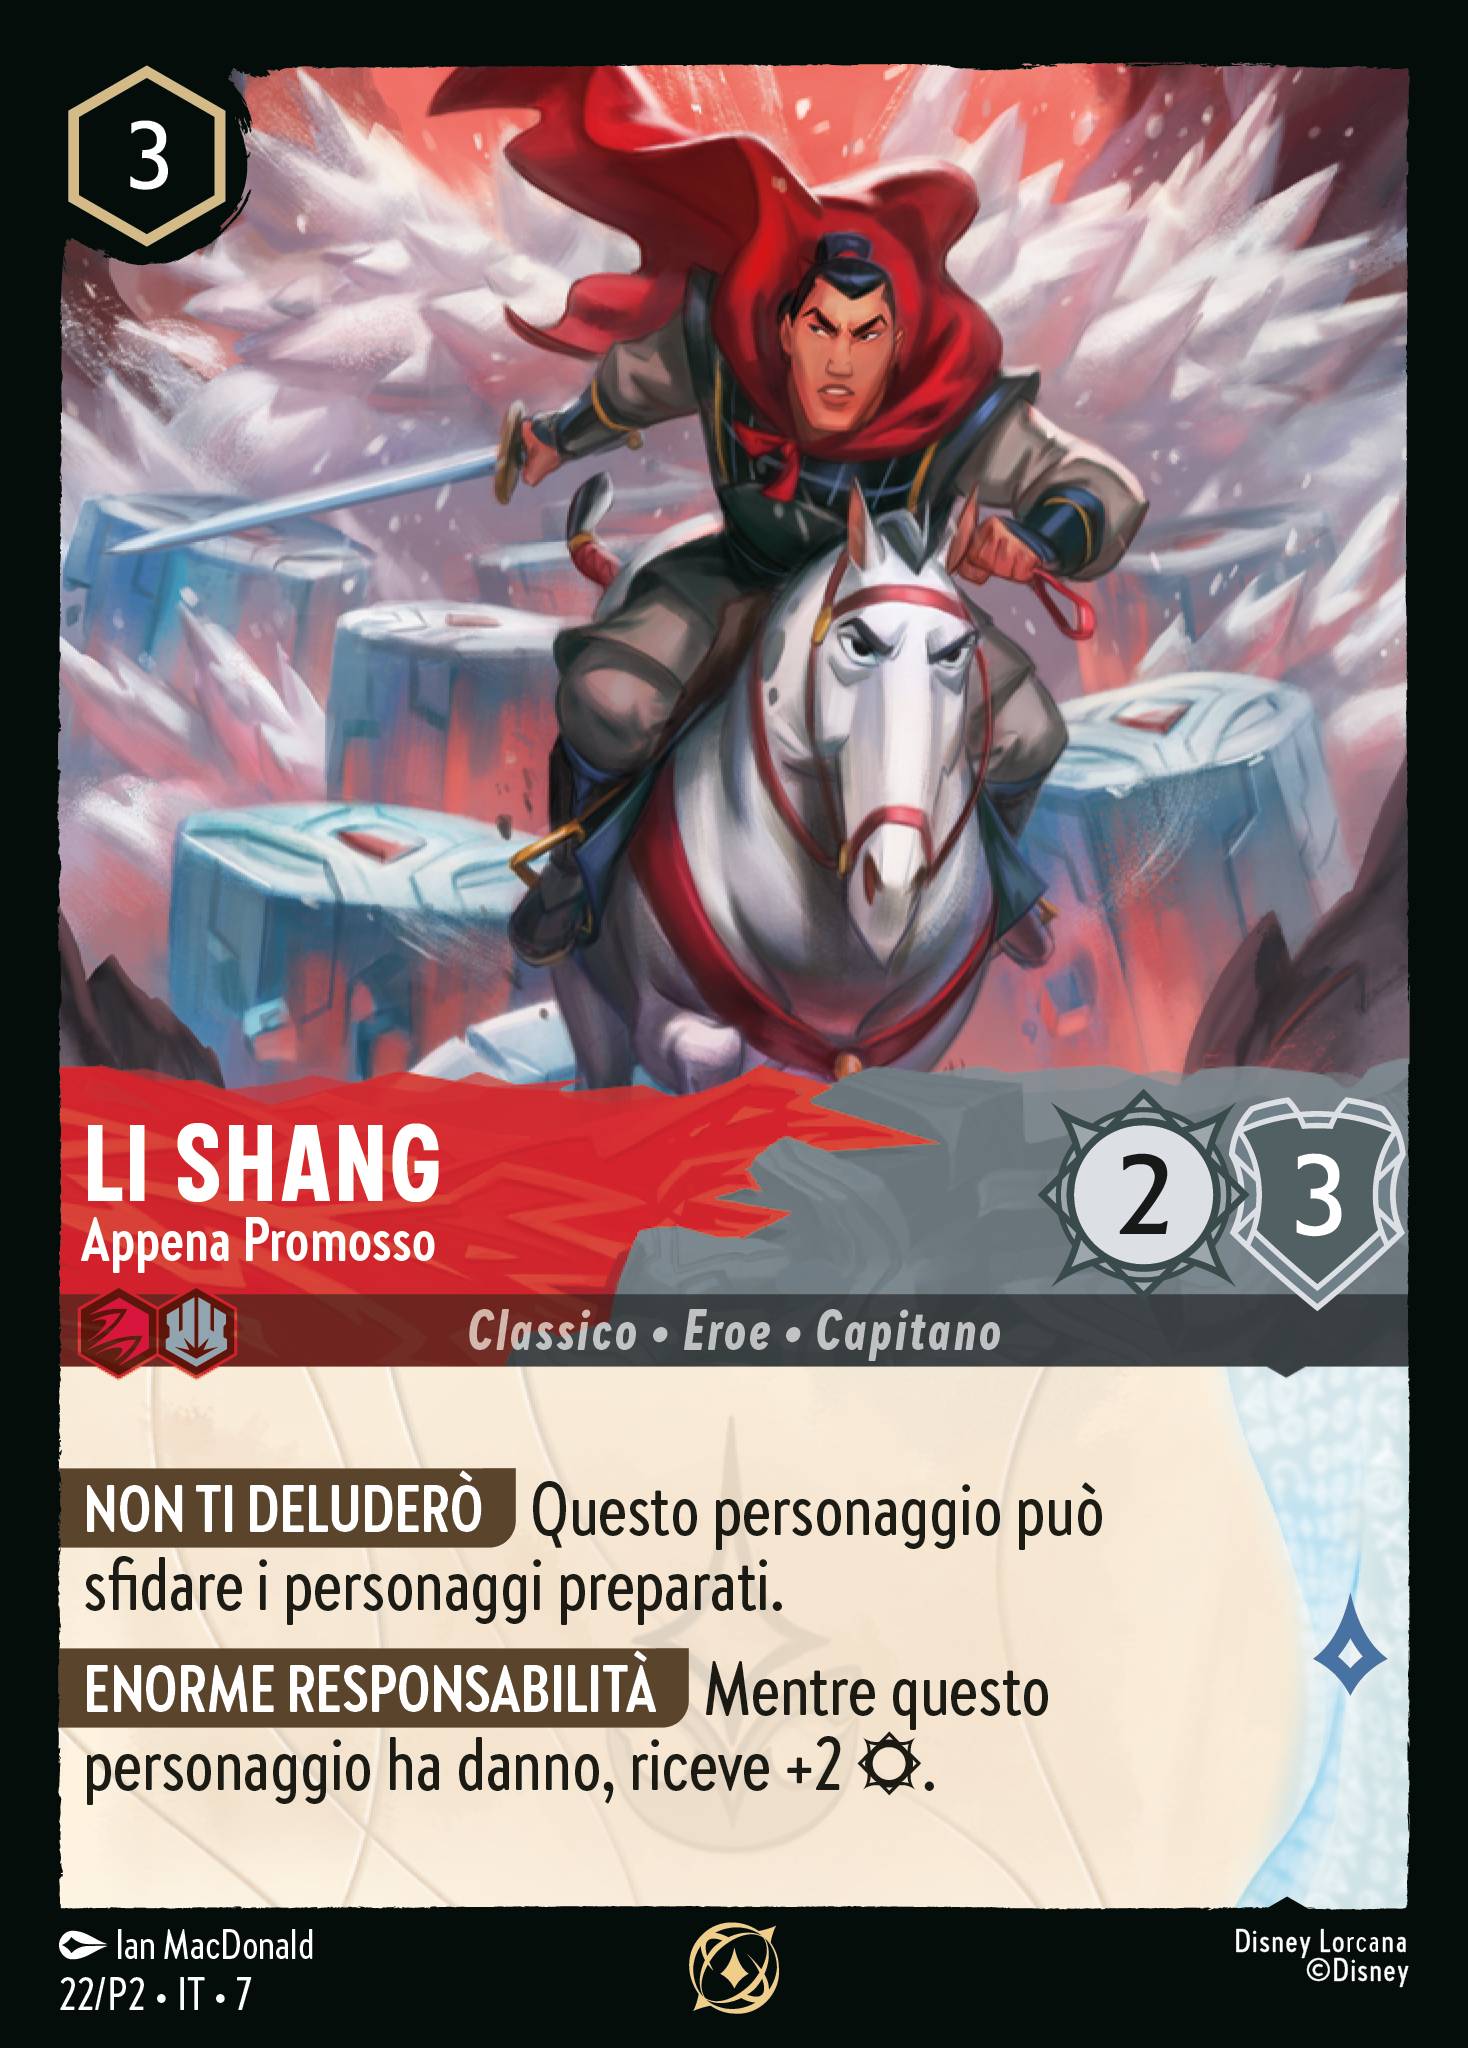 3
LI SHANG
Appena Promosso
2
3
Classico • Eroe • Capitano
NON TI DELUDERÒ Questo personaggio può
sfidare i personaggi preparati.
ENORME RESPONSABILITÀ Mentre questo
personaggio ha danno, riceve +2 .
Ian MacDonald
22/P2 • IT • 7
Disney Lorcana
©Disney